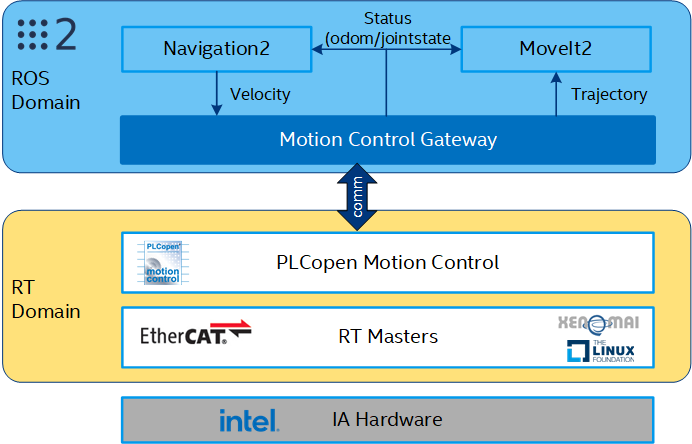 2
ROS
Domain
Navigation2
Status
(odom/jointstate
MoveIt2
Velocity
Trajectory
Motion Control Gateway
comm
RT
Domain
PLCopen
motion
control
PLCopen Motion Control
EtherCAT®
RT Masters
XENOMAI
THE
LINUX
FOUNDATION
intel.
IA Hardware